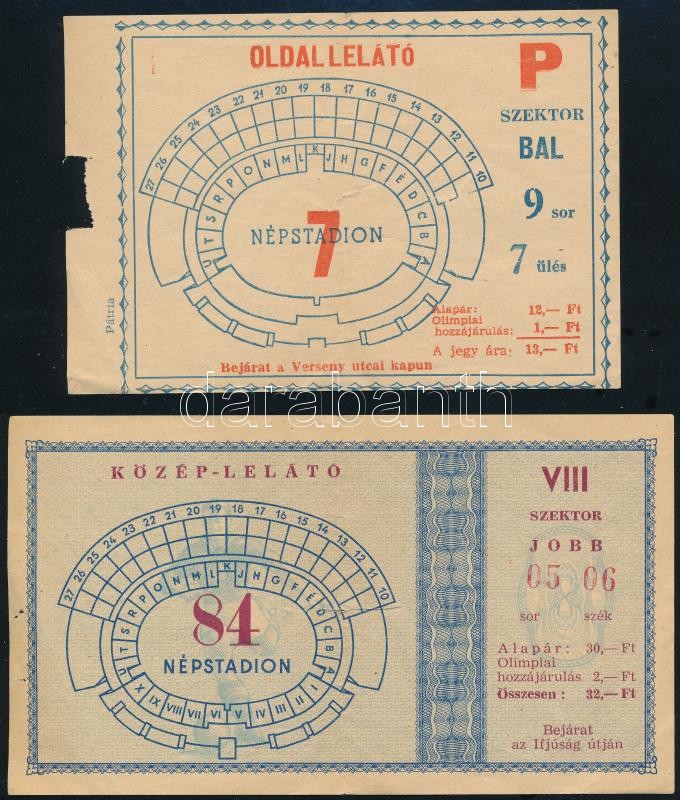 OLDALLELÁTÓ
P
SZEKTOR
BAL
9 sor
7 ülés
27 26 25 24 23 22 21 20 19 18 17 16 15 14 13 12 11 10
U T S R P O N M L K J H G F É D C B A
NÉPSTADION
7
Alapár: 12,— Ft
Olimpiai
hozzájárulás: 1,— Ft
A jegy ára: 13,— Ft
Bejárat a Verseny utcai kapun
Pátria
darabanth
KÖZÉP-LELÁTÓ
27 26 25 24 23 22 21 20 19 18 17 16 15 14 13 12 11 10
U T S R P O N M L K J H G F É D C B A
84
NÉPSTADION
X IX VIII VII VI V IV III II I
VIII
SZEKTOR
JOBB
05 06
sor szék
Alapár: 30,— Ft
Olimpiai
hozzájárulás 2,— Ft
Összesen: 32,— Ft
Bejárat
az Ifjúság útján